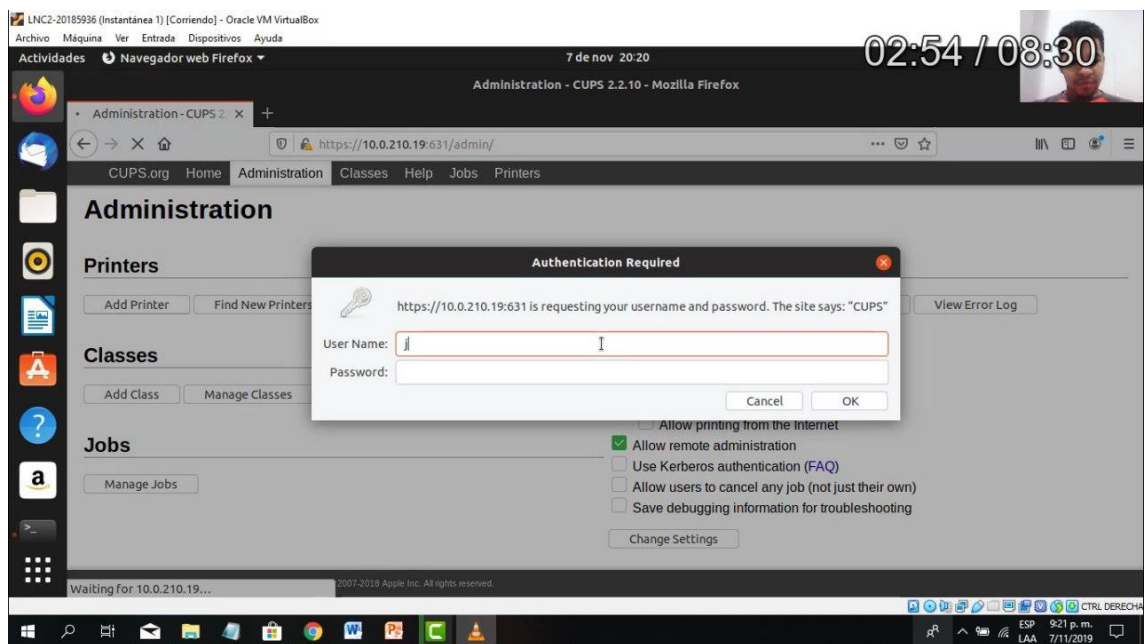 LNC2-20185936 (Instantánea 1) [Corriendo] - Oracle VM VirtualBox
Archivo Máquina Ver Entrada Dispositivos Ayuda
Actividades Navegador web Firefox 7 de nov 20:20
02:54 / 08:30
Administration - CUPS 2.2.10 - Mozilla Firefox
Administration - CUPS 2
https://10.0.210.19:631/admin/
CUPS.org Home Administration Classes Help Jobs Printers
Administration
Printers
Add Printer Find New Printers
View Error Log
Authentication Required
https://10.0.210.19:631 is requesting your username and password. The site says: “CUPS”
User Name: j
Password:
Cancel OK
Classes
Add Class Manage Classes
Jobs
Manage Jobs
Allow printing from the Internet
Allow remote administration
Use Kerberos authentication (FAQ)
Allow users to cancel any job (not just their own)
Save debugging information for troubleshooting
Change Settings
Waiting for 10.0.210.19...
2007-2018 Apple Inc. All rights reserved.
CTRL DERECHA
ESP 9:21 p. m.
LAA 7/11/2019